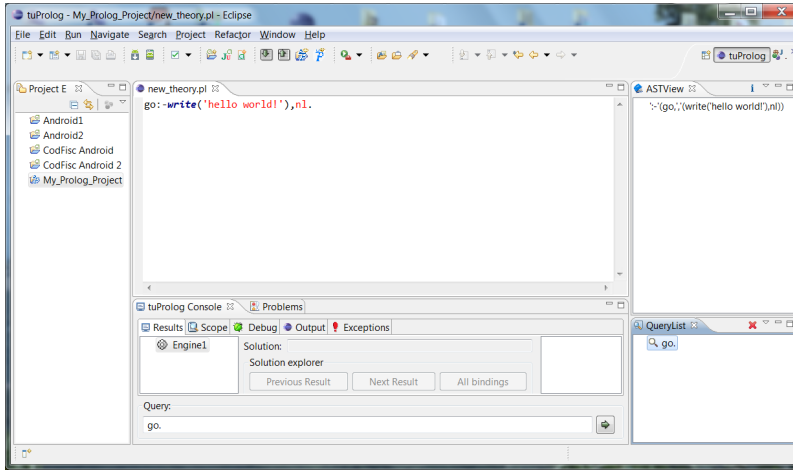 tuProlog - My_Prolog_Project/new_theory.pl - Eclipse
File Edit Run Navigate Search Project Refactor Window Help
tuProlog
Project E
Android1
Android2
CodFisc Android
CodFisc Android 2
My_Prolog_Project
new_theory.pl
go:-write('hello world!'),nl.
ASTView
':-'(go,','(write('hello world!'),nl))
tuProlog Console Problems
Results Scope Debug Output Exceptions
Engine1
Solution:
Solution explorer
Previous Result Next Result All bindings
Query:
go.
QueryList
go.